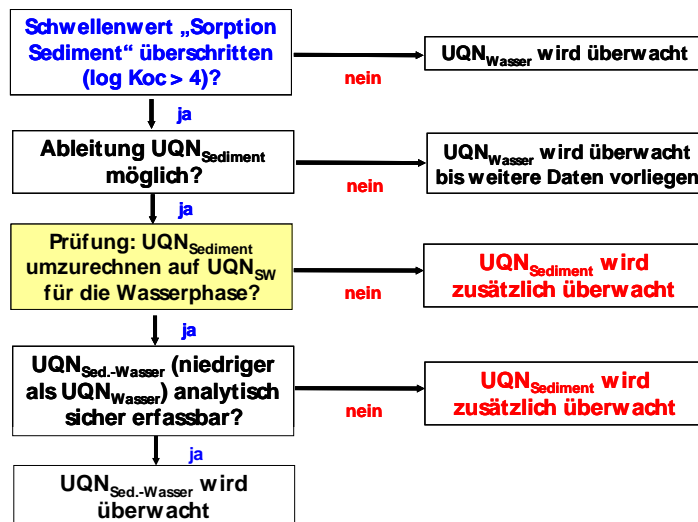 Schwellenwert „Sorption
Sediment“ überschritten
(log Koc > 4)?
nein
UQNWasser wird überwacht
ja
Ableitung UQNSediment
möglich?
nein
UQNWasser wird überwacht
bis weitere Daten vorliegen
ja
Prüfung: UQNSediment
umzurechnen auf UQNSW
für die Wasserphase?
nein
UQNSediment wird
zusätzlich überwacht
ja
UQNSed.-Wasser (niedriger
als UQNWasser) analytisch
sicher erfassbar?
nein
UQNSediment wird
zusätzlich überwacht
ja
UQNSed.-Wasser wird
überwacht